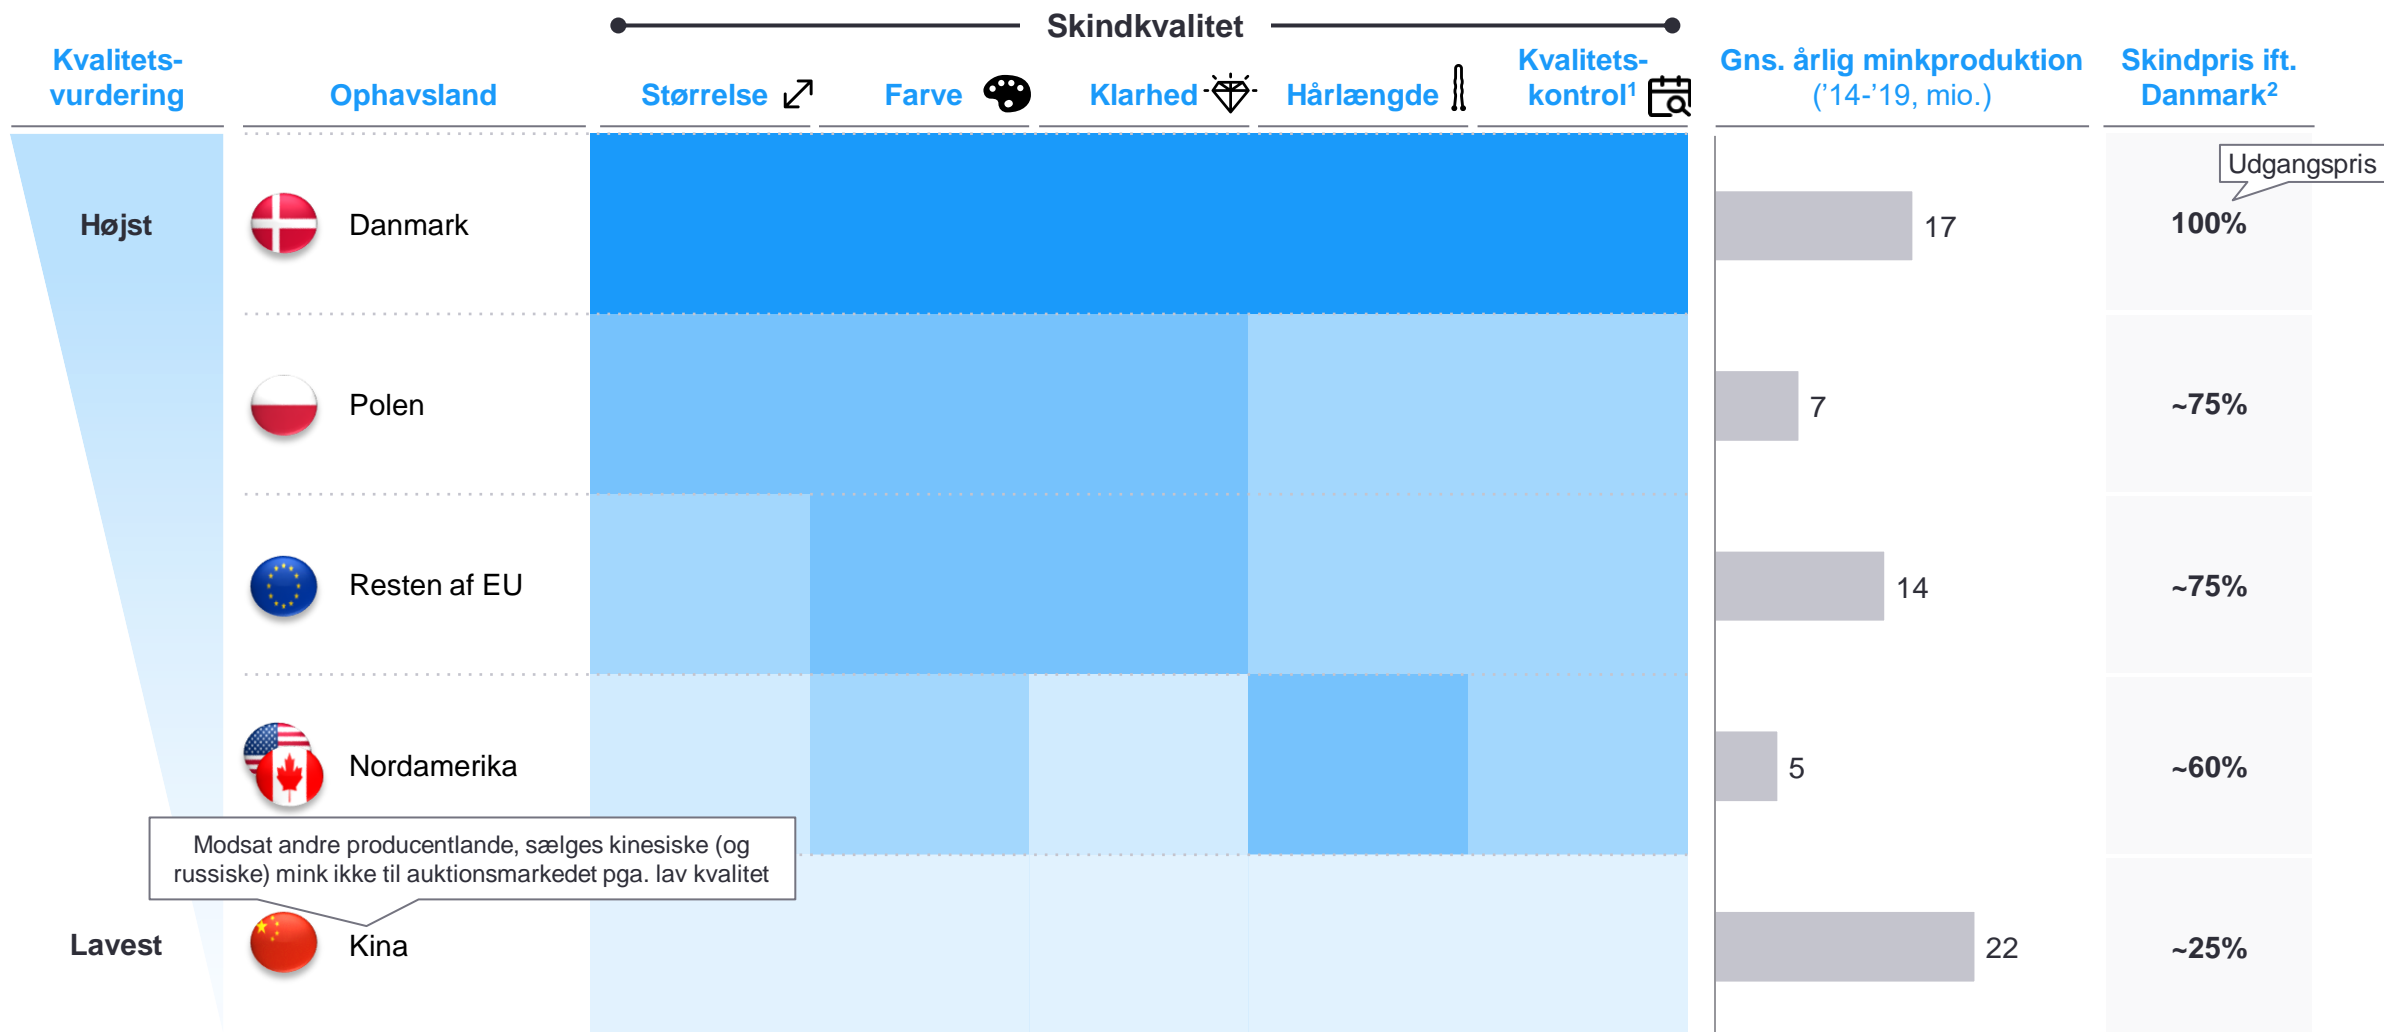 Skindkvalitet
Kvalitets-
vurdering
Ophavsland
Størrelse
Farve
Klarhed
Hårlængde
Kvalitets-
kontrol¹
Gns. årlig minkproduktion
(’14-’19, mio.)
Skindpris ift.
Danmark²
Udgangspris
Højst
Danmark
17
100%
Polen
7
~75%
Resten af EU
14
~75%
Nordamerika
5
~60%
Modsat andre producentlande, sælges kinesiske (og
russiske) mink ikke til auktionsmarkedet pga. lav kvalitet
Lavest
Kina
22
~25%